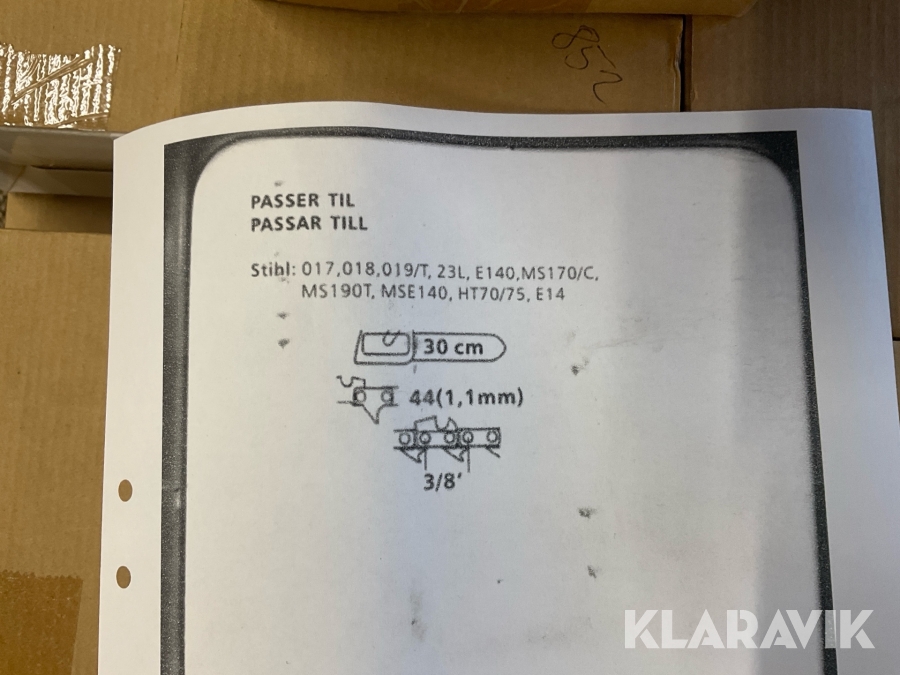 852
PASSER TIL
PASSAR TILL
Stihl: 017,018,019/T, 23L, E140,MS170/C,
MS190T, MSE140, HT70/75, E14
30 cm
44(1,1mm)
3/8'
KLARAVIK